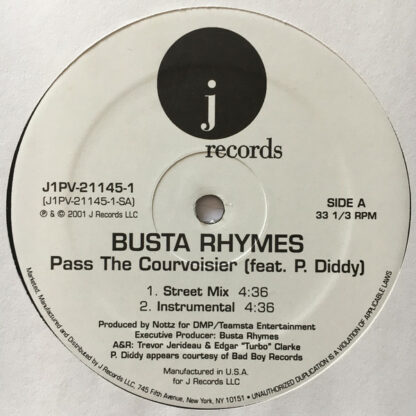 j
records
J1PV-21145-1
(J1PV-21145-1-SA)
℗ & © 2001 J Records LLC
SIDE A
33 1/3 RPM
BUSTA RHYMES
Pass The Courvoisier (feat. P. Diddy)
1. Street Mix 4:36
2. Instrumental 4:36
Produced by Nottz for DMP/Teamsta Entertainment
Executive Producer: Busta Rhymes
A&R: Trevor Jerideau & Edgar "Turbo" Clarke
P. Diddy appears courtesy of Bad Boy Records
Manufactured in U.S.A.
for J Records LLC
Marketed, Manufactured and Distributed by J Records LLC, 745 Fifth Avenue, New York, NY 10151 • UNAUTHORIZED DUPLICATION IS A VIOLATION OF APPLICABLE LAWS